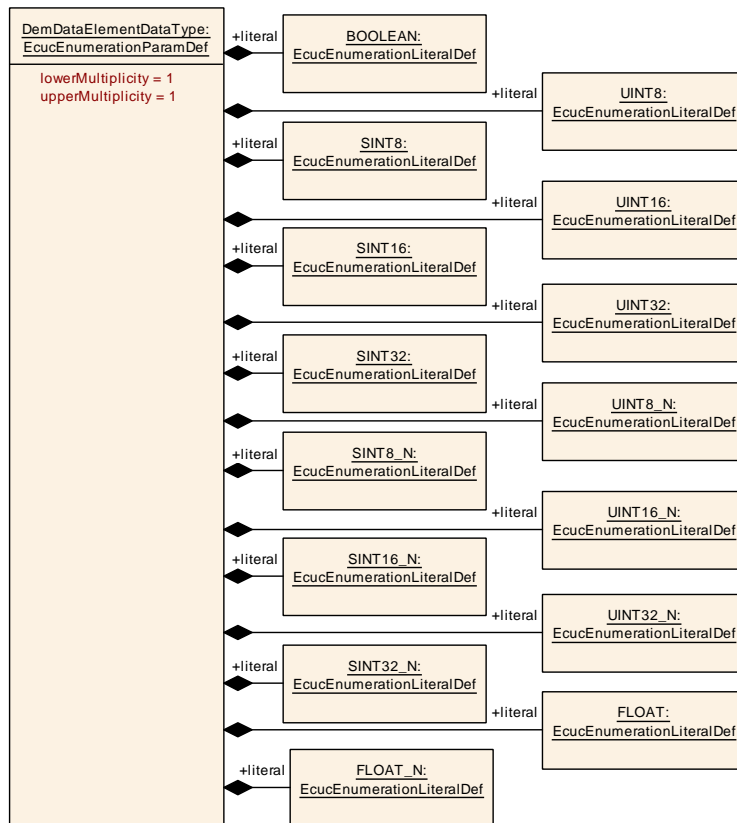 DemDataElementDataType:
EcucEnumerationParamDef
lowerMultiplicity = 1
upperMultiplicity = 1
+literal
BOOLEAN:
EcucEnumerationLiteralDef
+literal
UINT8:
EcucEnumerationLiteralDef
+literal
SINT8:
EcucEnumerationLiteralDef
+literal
UINT16:
EcucEnumerationLiteralDef
+literal
SINT16:
EcucEnumerationLiteralDef
+literal
UINT32:
EcucEnumerationLiteralDef
+literal
SINT32:
EcucEnumerationLiteralDef
+literal
UINT8_N:
EcucEnumerationLiteralDef
+literal
SINT8_N:
EcucEnumerationLiteralDef
+literal
UINT16_N:
EcucEnumerationLiteralDef
+literal
SINT16_N:
EcucEnumerationLiteralDef
+literal
UINT32_N:
EcucEnumerationLiteralDef
+literal
SINT32_N:
EcucEnumerationLiteralDef
+literal
FLOAT:
EcucEnumerationLiteralDef
+literal
FLOAT_N:
EcucEnumerationLiteralDef